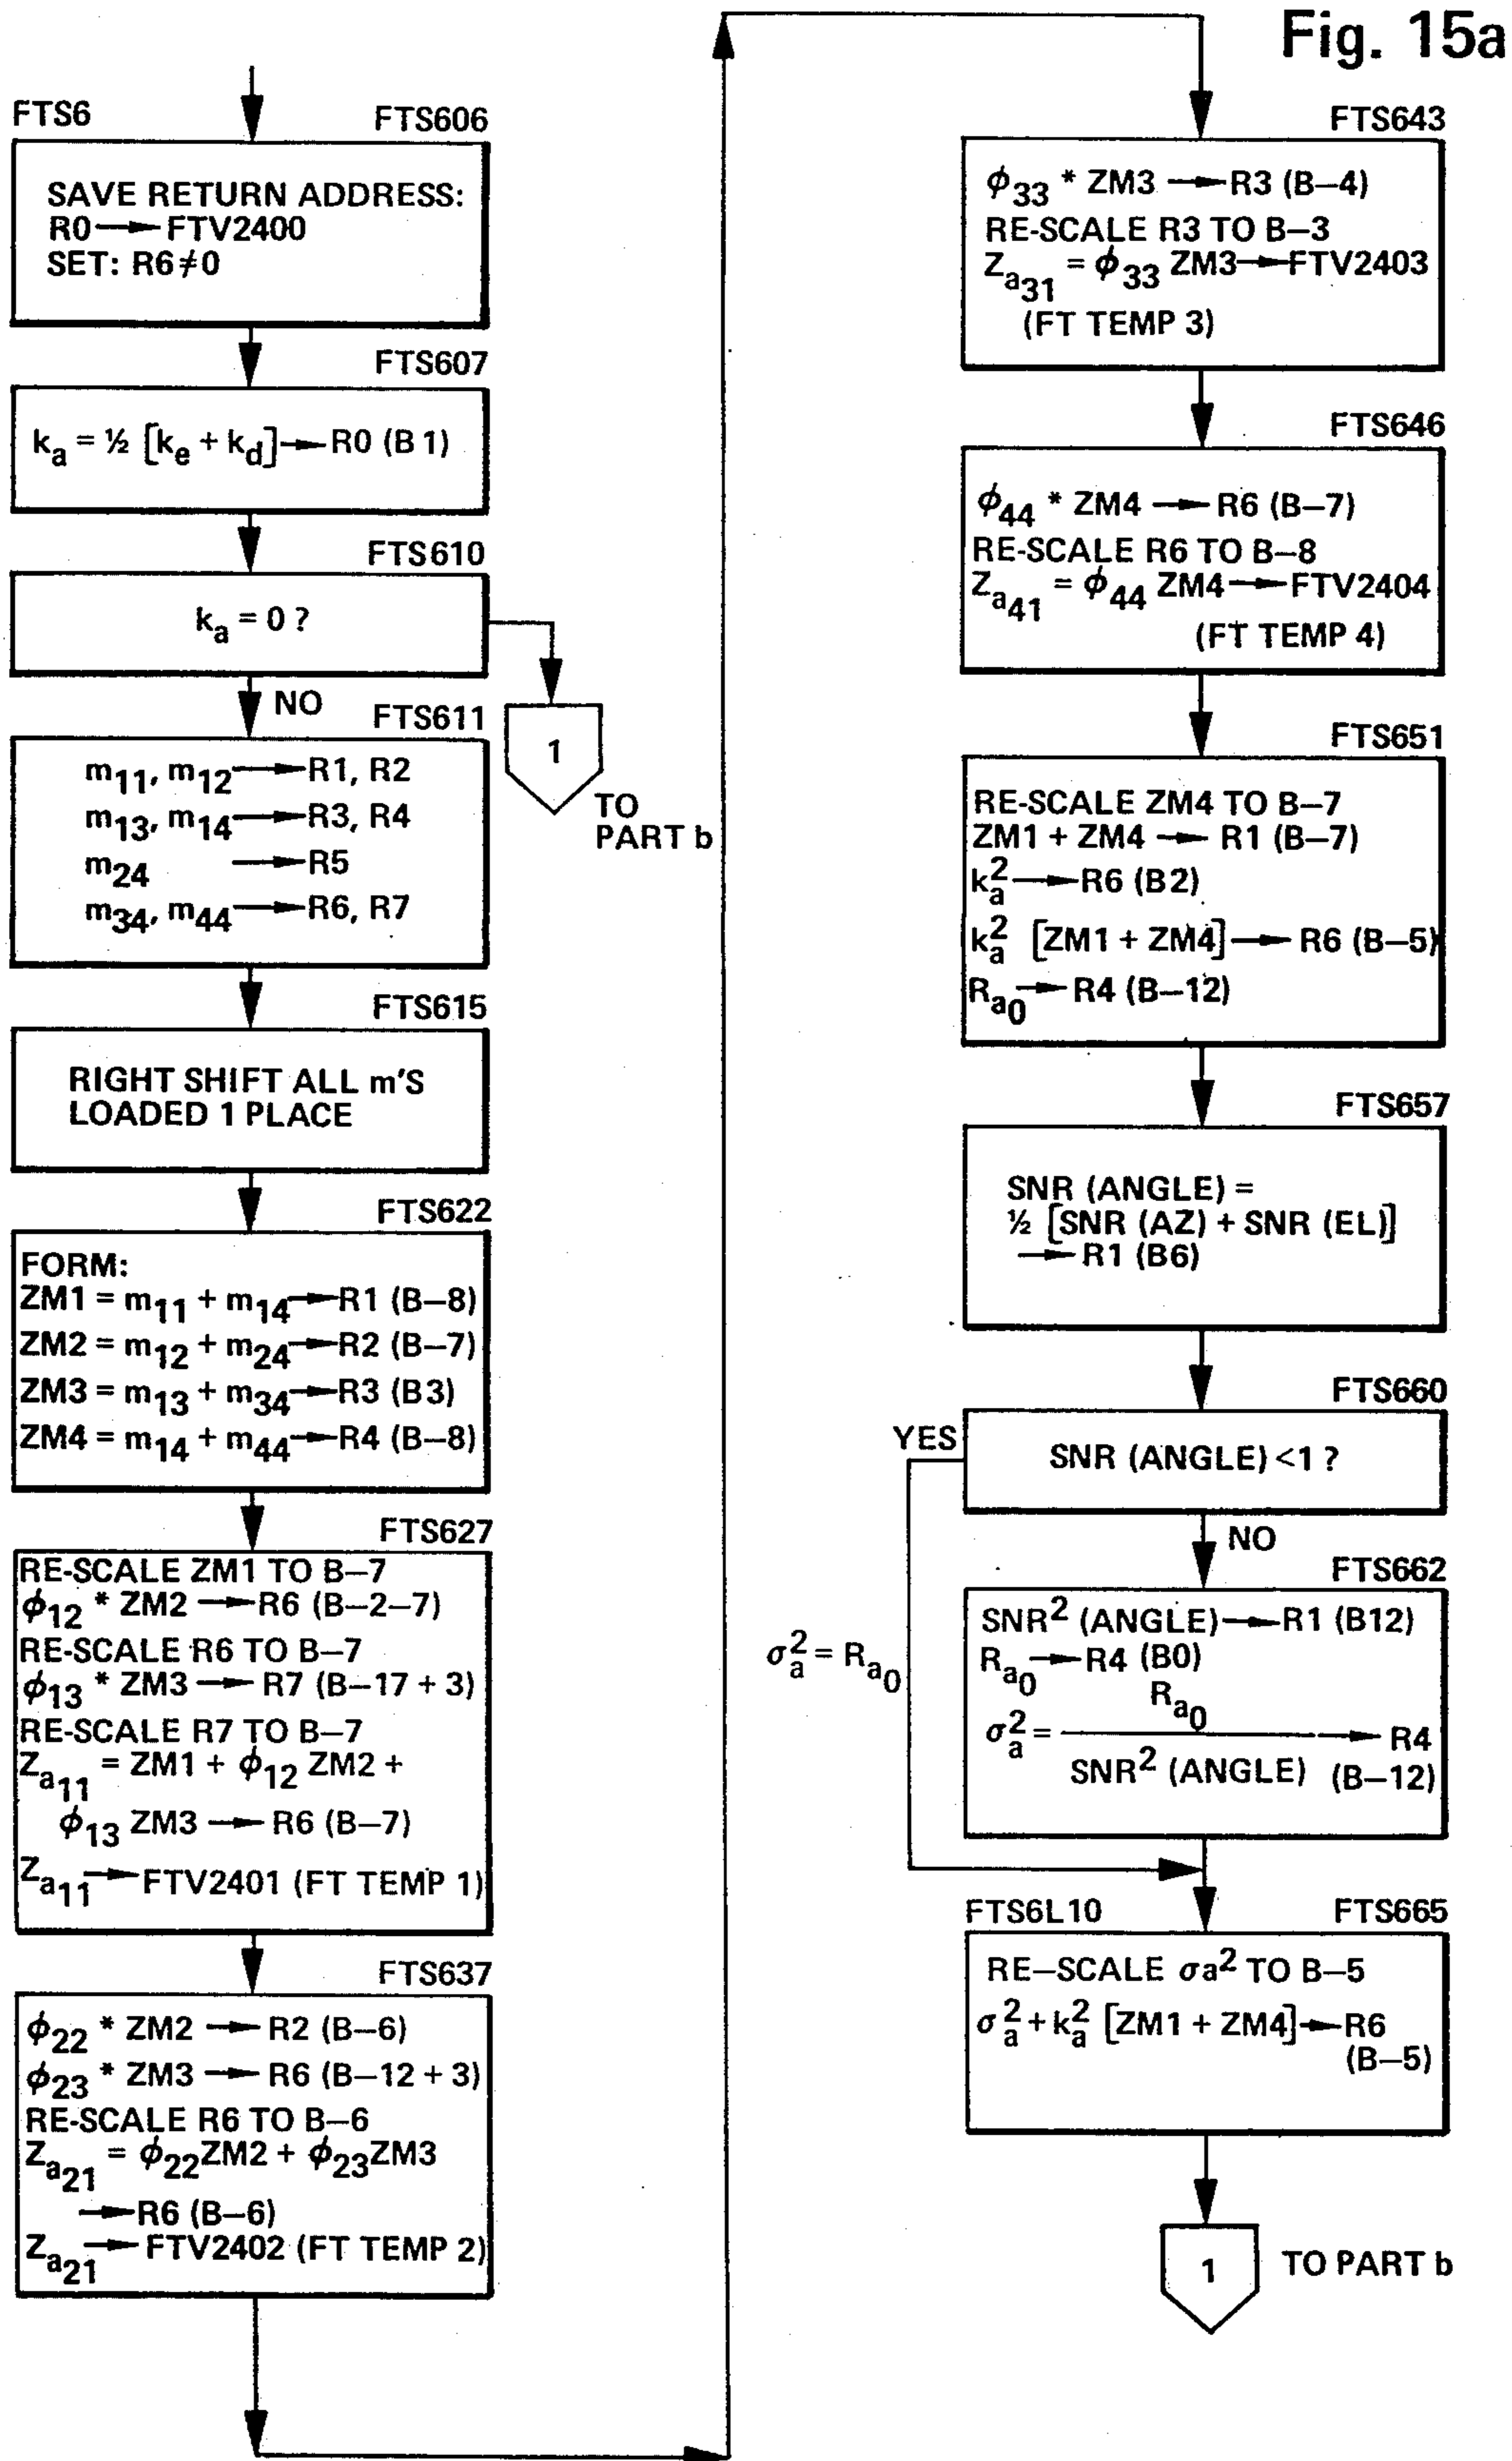 Fig. 15a
FTS6 FTS606
SAVE RETURN ADDRESS:
R0 → FTV2400
SET: R6≠0
FTS607
kₐ = ½ [kₑ + k_d] → R0 (B 1)
FTS610
kₐ = 0 ?
NO
1
TO
PART b
FTS611
m₁₁, m₁₂ → R1, R2
m₁₃, m₁₄ → R3, R4
m₂₄ → R5
m₃₄, m₄₄ → R6, R7
FTS615
RIGHT SHIFT ALL m'S
LOADED 1 PLACE
FTS622
FORM:
ZM1 = m₁₁ + m₁₄ → R1 (B–8)
ZM2 = m₁₂ + m₂₄ → R2 (B–7)
ZM3 = m₁₃ + m₃₄ → R3 (B3)
ZM4 = m₁₄ + m₄₄ → R4 (B–8)
FTS627
RE-SCALE ZM1 TO B–7
ϕ₁₂ * ZM2 → R6 (B–2–7)
RE-SCALE R6 TO B–7
ϕ₁₃ * ZM3 → R7 (B–17 + 3)
RE-SCALE R7 TO B–7
Zₐ₁₁ = ZM1 + ϕ₁₂ ZM2 +
ϕ₁₃ ZM3 → R6 (B–7)
Zₐ₁₁ → FTV2401 (FT TEMP 1)
FTS637
ϕ₂₂ * ZM2 → R2 (B–6)
ϕ₂₃ * ZM3 → R6 (B–12 + 3)
RE-SCALE R6 TO B–6
Zₐ₂₁ = ϕ₂₂ZM2 + ϕ₂₃ZM3
→ R6 (B–6)
Zₐ₂₁ → FTV2402 (FT TEMP 2)
FTS643
ϕ₃₃ * ZM3 → R3 (B–4)
RE-SCALE R3 TO B–3
Zₐ₃₁ = ϕ₃₃ ZM3 → FTV2403
(FT TEMP 3)
FTS646
ϕ₄₄ * ZM4 → R6 (B–7)
RE-SCALE R6 TO B–8
Zₐ₄₁ = ϕ₄₄ ZM4 → FTV2404
(FT TEMP 4)
FTS651
RE-SCALE ZM4 TO B–7
ZM1 + ZM4 → R1 (B–7)
kₐ² → R6 (B2)
kₐ² [ZM1 + ZM4] → R6 (B–5)
Rₐ₀ → R4 (B–12)
FTS657
SNR (ANGLE) =
½ [SNR (AZ) + SNR (EL)]
→ R1 (B6)
FTS660
YES
SNR (ANGLE) <1 ?
NO
FTS662
SNR² (ANGLE) → R1 (B12)
Rₐ₀ → R4 (B0)
σₐ² = Rₐ₀ / SNR² (ANGLE) → R4
(B–12)
σₐ² = Rₐ₀
FTS6L10 FTS665
RE–SCALE σa² TO B–5
σₐ² + kₐ² [ZM1 + ZM4] → R6
(B–5)
1
TO PART b